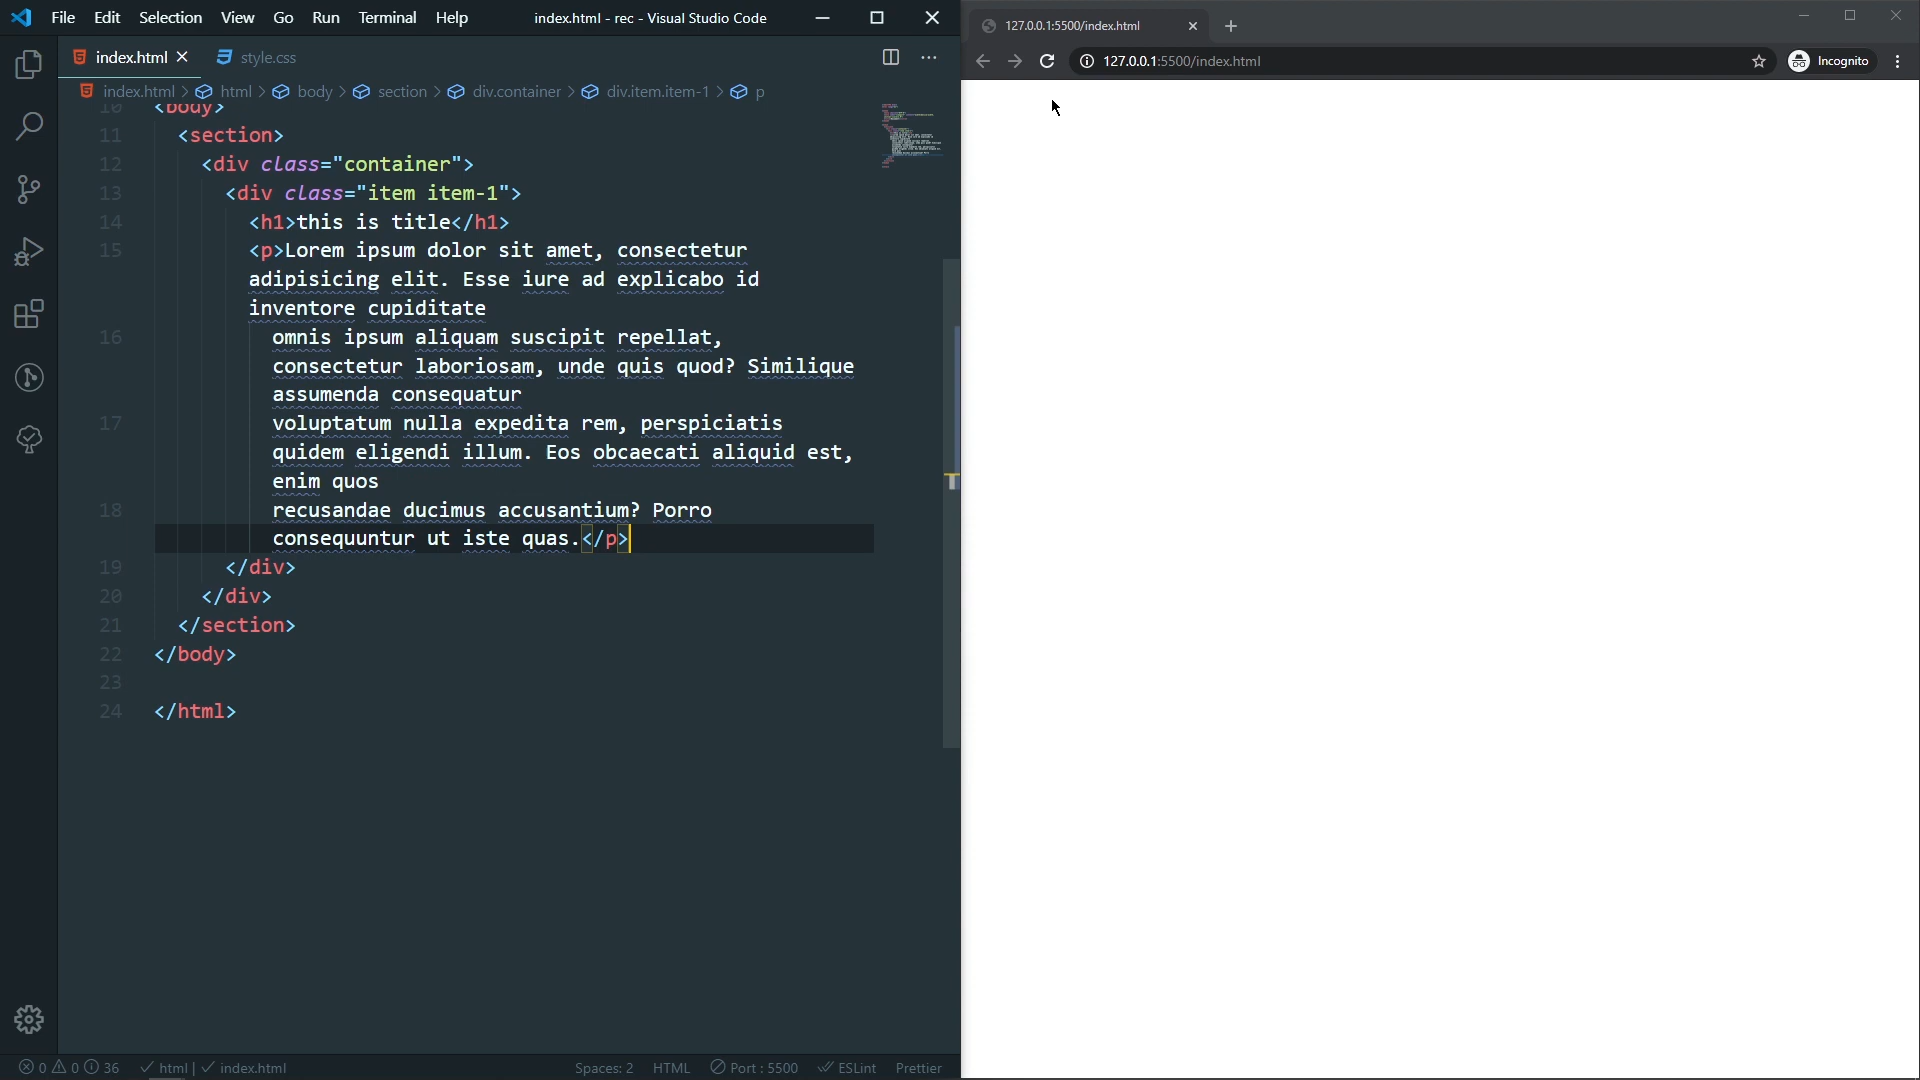 File Edit Selection View Go Run Terminal Help
index.html - rec - Visual Studio Code
index.html
style.css
index.html > html > body > section > div.container > div.item.item-1 > p
10 <body>
11 <section>
12 <div class="container">
13 <div class="item item-1">
14 <h1>this is title</h1>
15 <p>Lorem ipsum dolor sit amet, consectetur
adipisicing elit. Esse iure ad explicabo id
inventore cupiditate
16 omnis ipsum aliquam suscipit repellat,
consectetur laboriosam, unde quis quod? Similique
assumenda consequatur
17 voluptatum nulla expedita rem, perspiciatis
quidem eligendi illum. Eos obcaecati aliquid est,
enim quos
18 recusandae ducimus accusantium? Porro
consequuntur ut iste quas.</p>
19 </div>
20 </div>
21 </section>
22 </body>
23
24 </html>
0 0 36 html | index.html
Spaces: 2 HTML Port : 5500 ESLint Prettier
127.0.0.1:5500/index.html
127.0.0.1:5500/index.html
Incognito